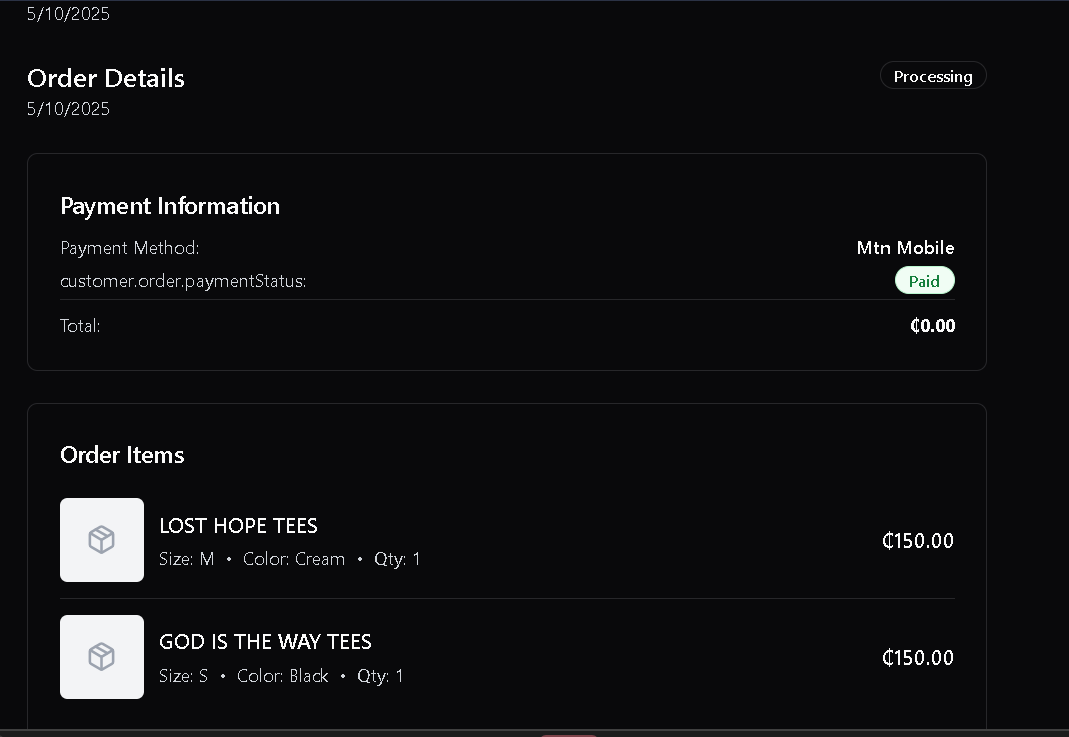 5/10/2025
Order Details
Processing
5/10/2025
Payment Information
Payment Method:
Mtn Mobile
customer.order.paymentStatus:
Paid
Total:
₵0.00
Order Items
LOST HOPE TEES
Size: M • Color: Cream • Qty: 1
₵150.00
GOD IS THE WAY TEES
Size: S • Color: Black • Qty: 1
₵150.00